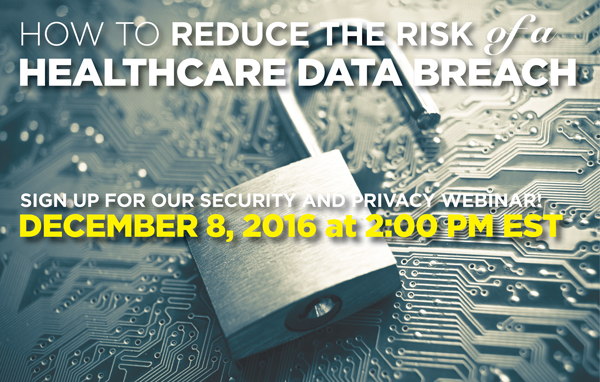 HOW TO REDUCE THE RISK of a
HEALTHCARE DATA BREACH
SIGN UP FOR OUR SECURITY AND PRIVACY WEBINAR!
DECEMBER 8, 2016 at 2:00 PM EST